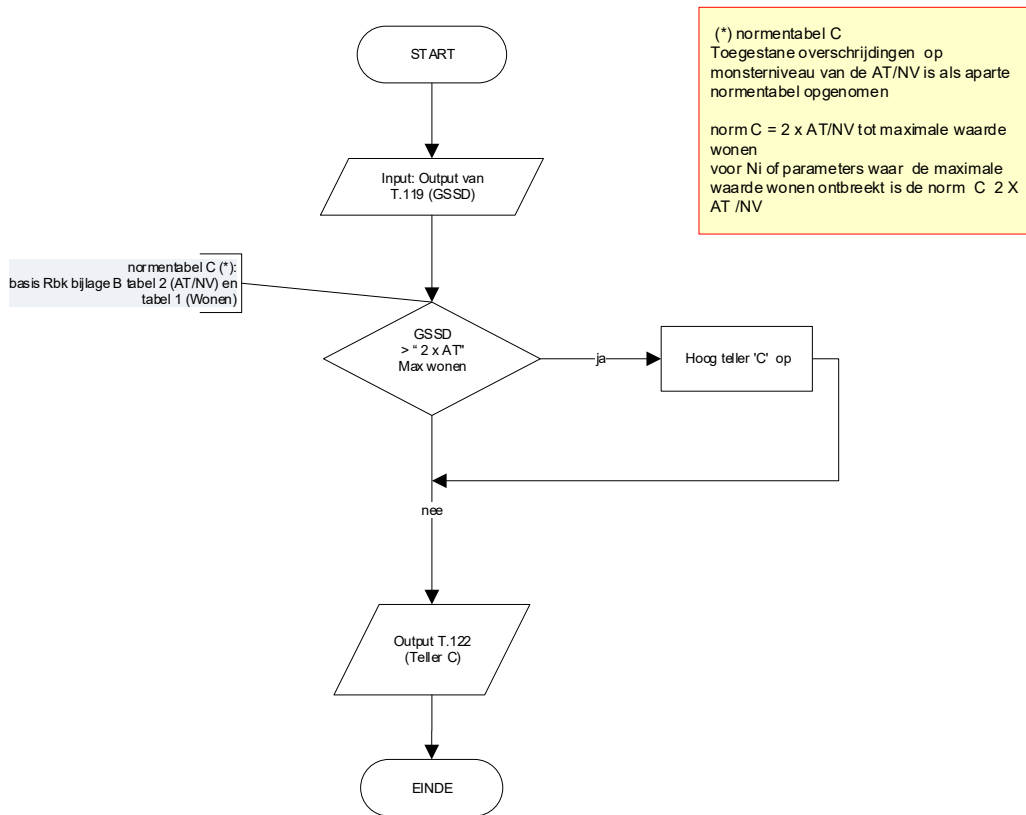 START
(*) normentabel C
Toegestane overschrijdingen op
monsterniveau van de AT/NV is als aparte
normentabel opgenomen
norm C = 2 x AT/NV tot maximale waarde
wonen
voor Ni of parameters waar de maximale
waarde wonen ontbreekt is de norm C 2 X
AT /NV
Input: Output van
T.119 (GSSD)
normentabel C (*):
basis Rbk bijlage B tabel 2 (AT/NV) en
tabel 1 (Wonen)
GSSD
> “ 2 x AT"
Max wonen
ja
Hoog teller 'C' op
nee
Output T.122
(Teller C)
EINDE